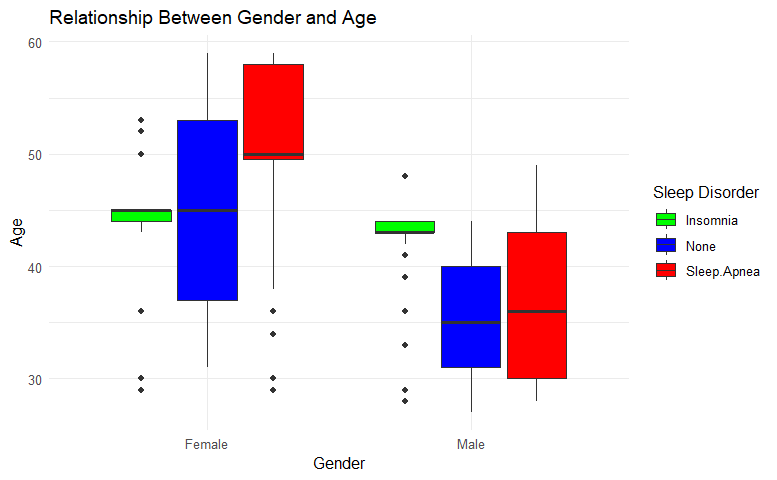 Relationship Between Gender and Age
60
50
40
30
Age
Female
Male
Gender
Sleep Disorder
Insomnia
None
Sleep.Apnea